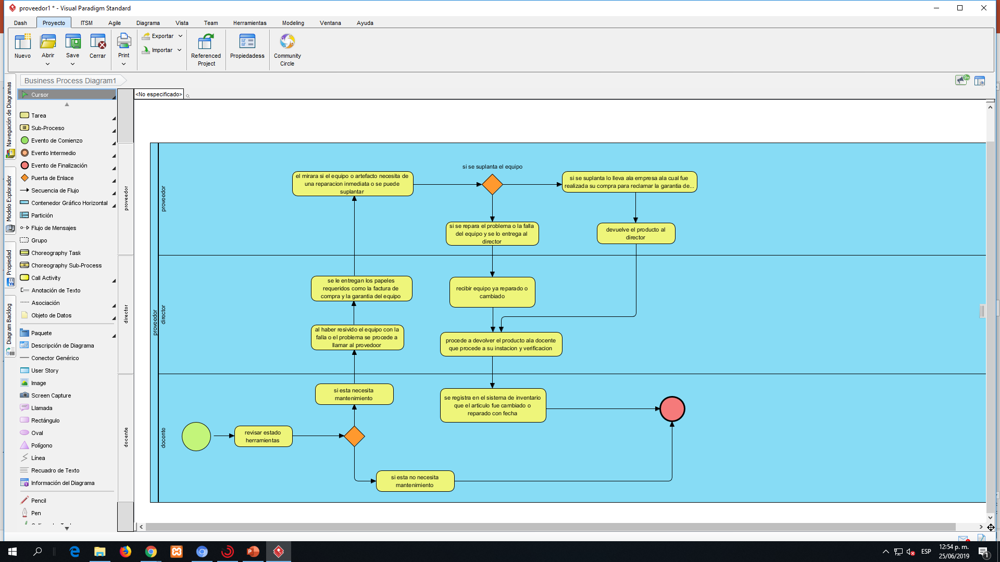 proveedor1 * - Visual Paradigm Standard
Dash Proyecto ITSM Agile Diagrama Vista Team Herramientas Modeling Ventana Ayuda
Nuevo Abrir Save Cerrar Print Exportar Importar Referenced Project Propiedadess Community Circle
Business Process Diagram1
9+
<No especificado>
Navegación de Diagramas
Modelo Explorador
Propiedad
Diagram Backlog
Cursor
Tarea
Sub-Proceso
Evento de Comienzo
Evento Intermedio
Evento de Finalización
Puerta de Enlace
Secuencia de Flujo
Contenedor Gráfico Horizontal
Partición
Flujo de Mensajes
Grupo
Choreography Task
Choreography Sub-Process
Call Activity
Anotación de Texto
Asociación
Objeto de Datos
Paquete
Descripción de Diagrama
Conector Genérico
User Story
Image
Screen Capture
Llamada
Rectángulo
Oval
Polígono
Línea
Recuadro de Texto
Información del Diagrama
Pencil
Pen
proveedor
director
docente
proveedor
proveedor
director
docente
el mirara si el equipo o artefacto necesita de
una reparacion inmediata o se puede
suplantar
si se suplanta el equipo
si se suplanta lo lleva ala empresa ala cual fue
realizada su compra para reclamar la garantia de...
si se repara el problema o la falla
del equipo y se lo entrega al
director
devuelve el producto al
director
se le entregan los papeles
requeridos como la factura de
compra y la garantia del equipo
recibir equipo ya reparado o
cambiado
al haber resivido el equipo con la
falla o el problema se procede a
llamar al provedoor
procede a devolver el producto ala docente
que procede a su instacion y verificacion
si esta necesita
mantenimiento
se registra en el sistema de inventario
que el articulo fue cambiado o
reparado con fecha
revisar estado
herramientas
si esta no necesita
mantenimiento
ESP
12:54 p. m.
25/06/2019
1